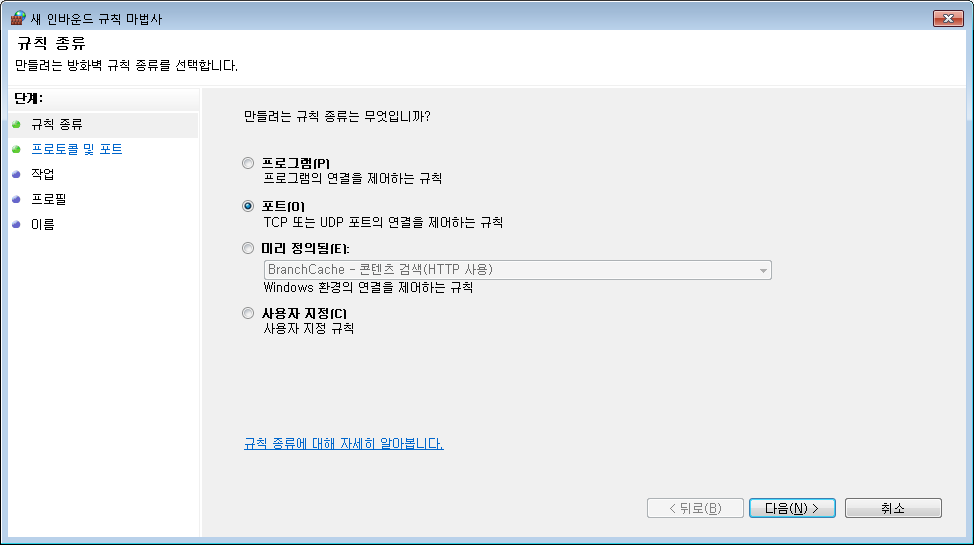 새 인바운드 규칙 마법사
규칙 종류
만들려는 방화벽 규칙 종류를 선택합니다.
단계:
규칙 종류
프로토콜 및 포트
작업
프로필
이름
만들려는 규칙 종류는 무엇입니까?
프로그램(P)
프로그램의 연결을 제어하는 규칙
포트(O)
TCP 또는 UDP 포트의 연결을 제어하는 규칙
미리 정의됨(E):
BranchCache - 콘텐츠 검색(HTTP 사용)
Windows 환경의 연결을 제어하는 규칙
사용자 지정(C)
사용자 지정 규칙
규칙 종류에 대해 자세히 알아봅니다.
< 뒤로(B)
다음(N) >
취소